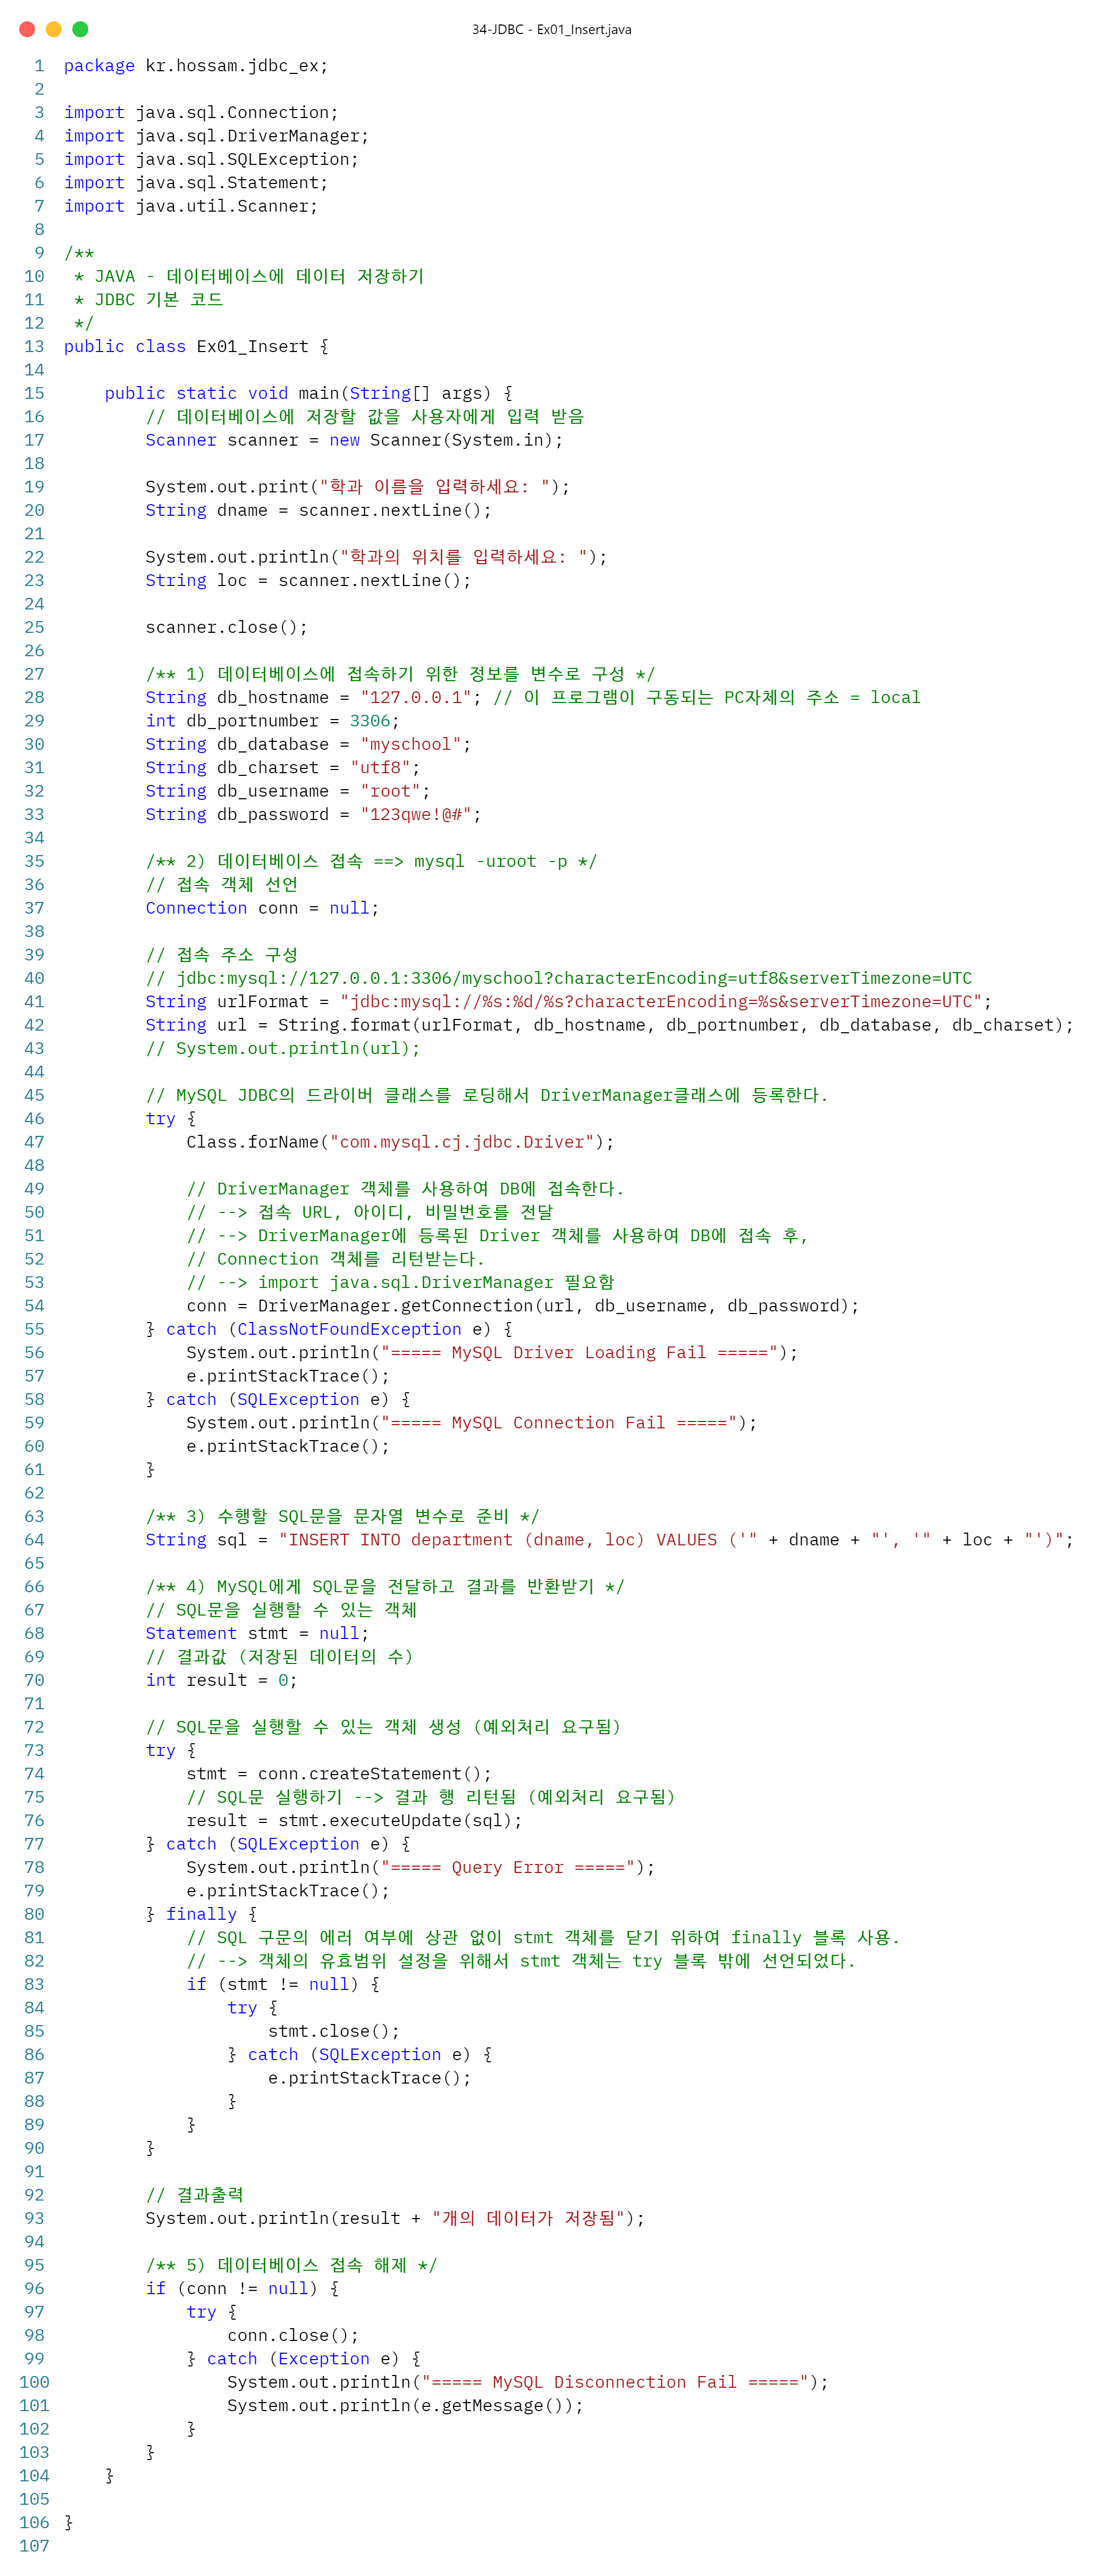 34-JDBC - Ex01_Insert.java
1 package kr.hossam.jdbc_ex;
2
3 import java.sql.Connection;
4 import java.sql.DriverManager;
5 import java.sql.SQLException;
6 import java.sql.Statement;
7 import java.util.Scanner;
8
9 /**
10  * JAVA - 데이터베이스에 데이터 저장하기
11  * JDBC 기본 코드
12  */
13 public class Ex01_Insert {
14
15     public static void main(String[] args) {
16         // 데이터베이스에 저장할 값을 사용자에게 입력 받음
17         Scanner scanner = new Scanner(System.in);
18
19         System.out.print("학과 이름을 입력하세요: ");
20         String dname = scanner.nextLine();
21
22         System.out.println("학과의 위치를 입력하세요: ");
23         String loc = scanner.nextLine();
24
25         scanner.close();
26
27         /** 1) 데이터베이스에 접속하기 위한 정보를 변수로 구성 */
28         String db_hostname = "127.0.0.1"; // 이 프로그램이 구동되는 PC자체의 주소 = local
29         int db_portnumber = 3306;
30         String db_database = "myschool";
31         String db_charset = "utf8";
32         String db_username = "root";
33         String db_password = "123qwe!@#";
34
35         /** 2) 데이터베이스 접속 ==> mysql -uroot -p */
36         // 접속 객체 선언
37         Connection conn = null;
38
39         // 접속 주소 구성
40         // jdbc:mysql://127.0.0.1:3306/myschool?characterEncoding=utf8&serverTimezone=UTC
41         String urlFormat = "jdbc:mysql://%s:%d/%s?characterEncoding=%s&serverTimezone=UTC";
42         String url = String.format(urlFormat, db_hostname, db_portnumber, db_database, db_charset);
43         // System.out.println(url);
44
45         // MySQL JDBC의 드라이버 클래스를 로딩해서 DriverManager클래스에 등록한다.
46         try {
47             Class.forName("com.mysql.cj.jdbc.Driver");
48
49             // DriverManager 객체를 사용하여 DB에 접속한다.
50             // --> 접속 URL, 아이디, 비밀번호를 전달
51             // --> DriverManager에 등록된 Driver 객체를 사용하여 DB에 접속 후,
52             // Connection 객체를 리턴받는다.
53             // --> import java.sql.DriverManager 필요함
54             conn = DriverManager.getConnection(url, db_username, db_password);
55         } catch (ClassNotFoundException e) {
56             System.out.println("===== MySQL Driver Loading Fail =====");
57             e.printStackTrace();
58         } catch (SQLException e) {
59             System.out.println("===== MySQL Connection Fail =====");
60             e.printStackTrace();
61         }
62
63         /** 3) 수행할 SQL문을 문자열 변수로 준비 */
64         String sql = "INSERT INTO department (dname, loc) VALUES ('" + dname + "', '" + loc + "')";
65
66         /** 4) MySQL에게 SQL문을 전달하고 결과를 반환받기 */
67         // SQL문을 실행할 수 있는 객체
68         Statement stmt = null;
69         // 결과값 (저장된 데이터의 수)
70         int result = 0;
71
72         // SQL문을 실행할 수 있는 객체 생성 (예외처리 요구됨)
73         try {
74             stmt = conn.createStatement();
75             // SQL문 실행하기 --> 결과 행 리턴됨 (예외처리 요구됨)
76             result = stmt.executeUpdate(sql);
77         } catch (SQLException e) {
78             System.out.println("===== Query Error =====");
79             e.printStackTrace();
80         } finally {
81             // SQL 구문의 에러 여부에 상관 없이 stmt 객체를 닫기 위하여 finally 블록 사용.
82             // --> 객체의 유효범위 설정을 위해서 stmt 객체는 try 블록 밖에 선언되었다.
83             if (stmt != null) {
84                 try {
85                     stmt.close();
86                 } catch (SQLException e) {
87                     e.printStackTrace();
88                 }
89             }
90         }
91
92         // 결과출력
93         System.out.println(result + "개의 데이터가 저장됨");
94
95         /** 5) 데이터베이스 접속 해제 */
96         if (conn != null) {
97             try {
98                 conn.close();
99             } catch (Exception e) {
100                 System.out.println("===== MySQL Disconnection Fail =====");
101                 System.out.println(e.getMessage());
102             }
103         }
104     }
105
106 }
107